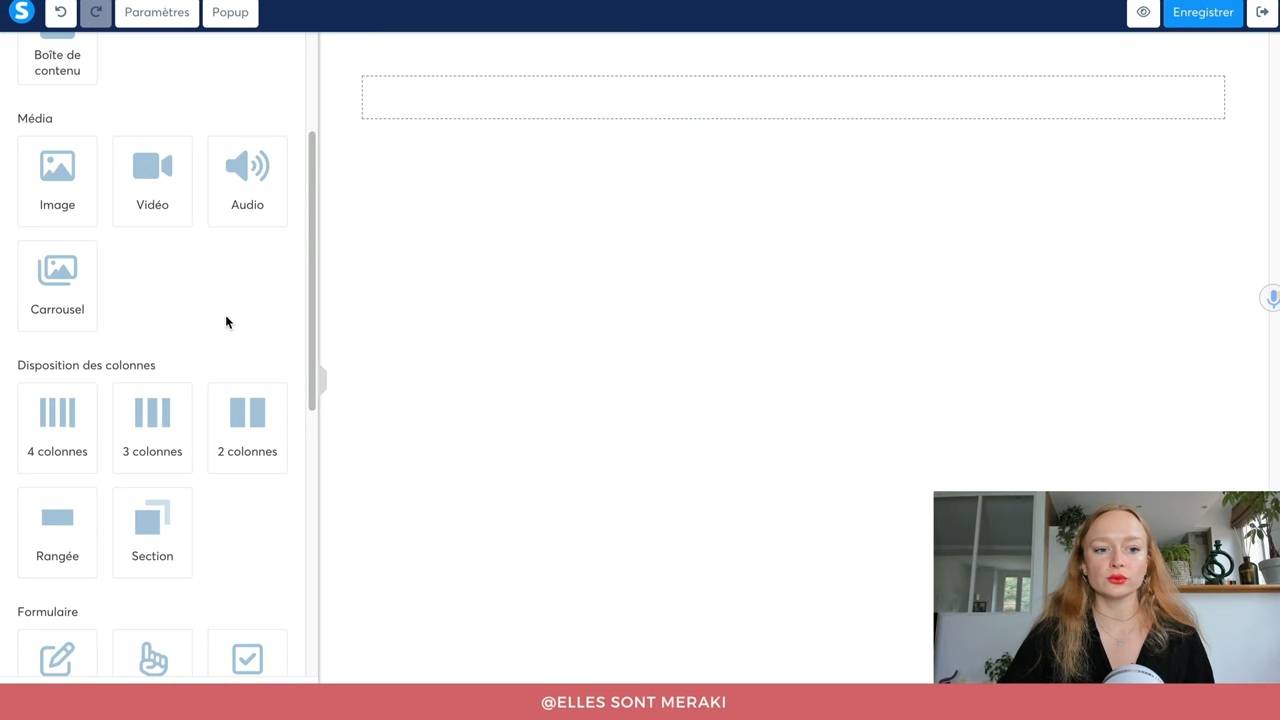 S
Paramètres
Popup
Enregistrer
Boîte de
contenu
Média
Image
Vidéo
Audio
Carrousel
Disposition des colonnes
4 colonnes
3 colonnes
2 colonnes
Rangée
Section
Formulaire
@ELLES SONT MERAKI